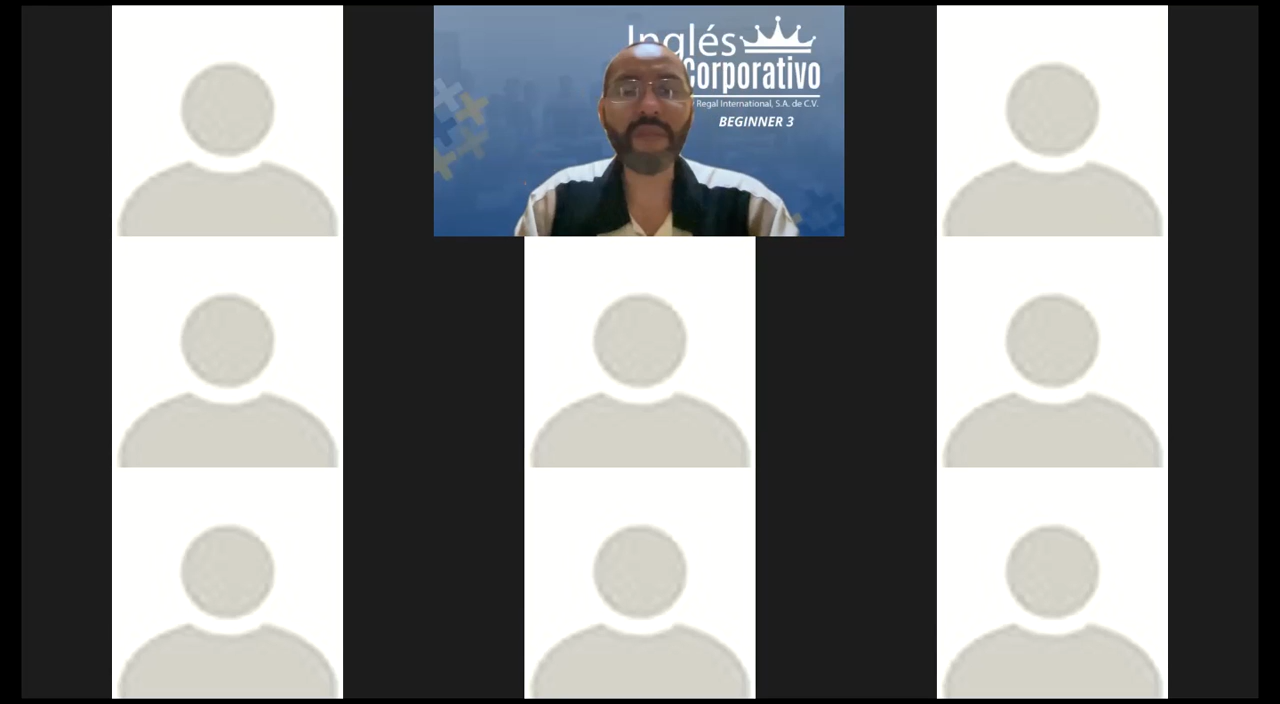 Inglés
Corporativo
Regal International, S.A. de C.V.
BEGINNER 3